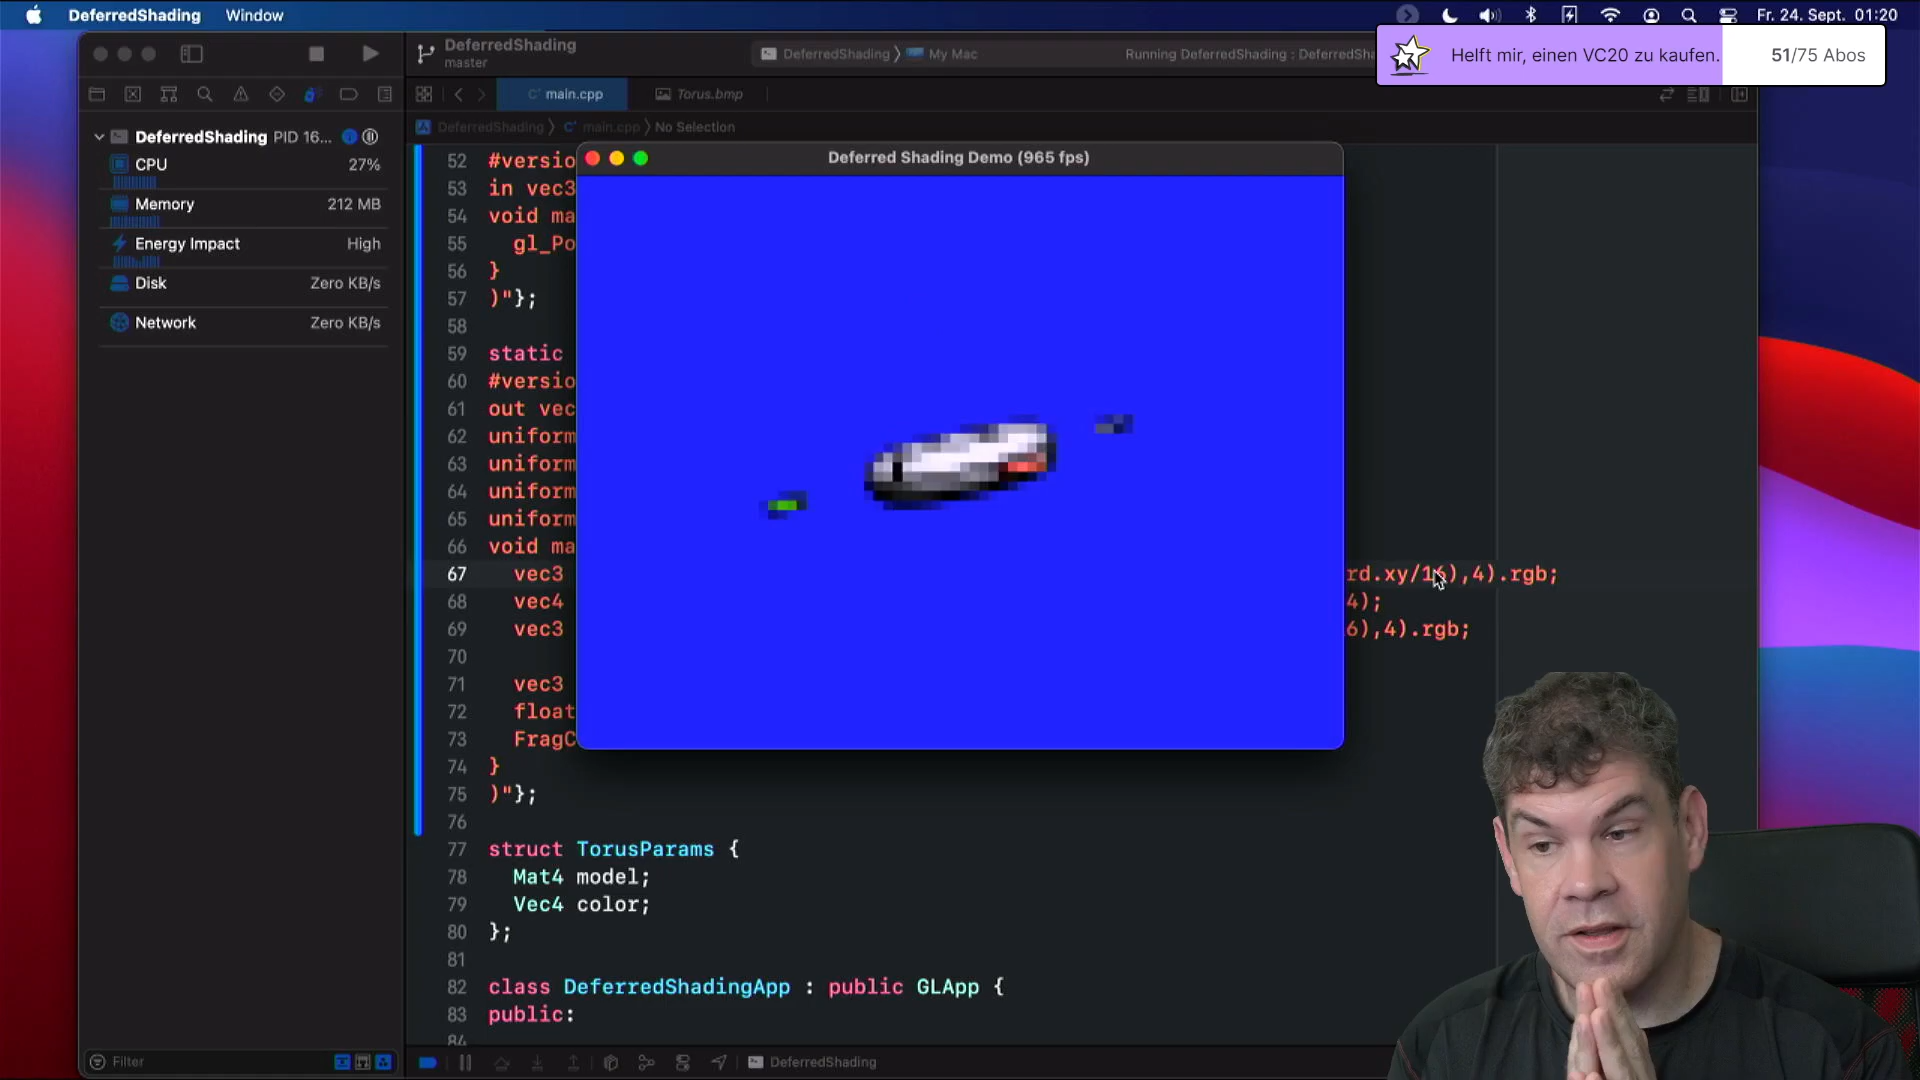 DeferredShading Window
Fr. 24. Sept. 01:20
Helft mir, einen VC20 zu kaufen. 51/75 Abos
DeferredShading
master
DeferredShading My Mac
Running DeferredShading :
main.cpp
Torus.bmp
DeferredShading main.cpp No Selection
DeferredShading PID 16...
CPU 27%
Memory 212 MB
Energy Impact High
Disk Zero KB/s
Network Zero KB/s
Deferred Shading Demo (965 fps)
52 #versio
53 in vec3
54 void ma
55 gl_Po
56 }
57 )"};
58
59 static
60 #versio
61 out vec
62 uniform
63 uniform
64 uniform
65 uniform
66 void ma
67 vec3 rd.xy/16),4).rgb;
68 vec4 4);
69 vec3 6),4).rgb;
70
71 vec3
72 float
73 FragC
74 }
75 )"};
76
77 struct TorusParams {
78 Mat4 model;
79 Vec4 color;
80 };
81
82 class DeferredShadingApp : public GLApp {
83 public:
84
Filter
DeferredShading